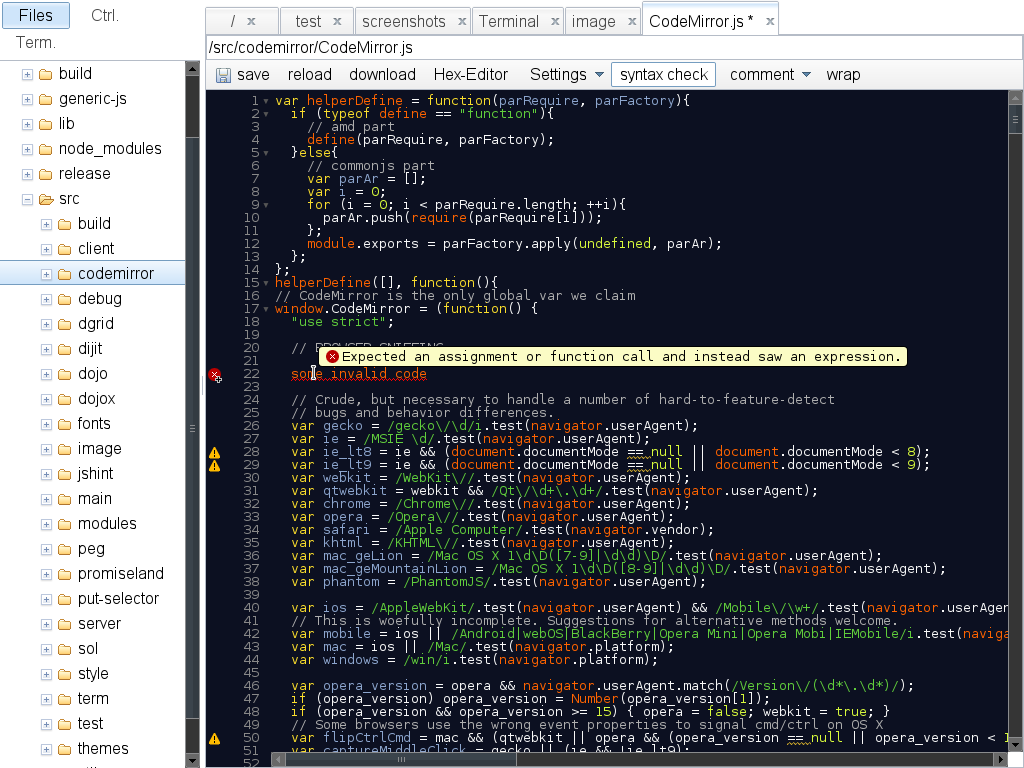 Files Ctrl.
Term.
build
generic-js
lib
node_modules
release
src
build
client
codemirror
debug
dgrid
dijit
dojo
dojox
fonts
image
jshint
main
modules
peg
promiseland
put-selector
server
sol
style
term
test
themes
/ x test x screenshots x Terminal x image x CodeMirror.js * x
/src/codemirror/CodeMirror.js
save reload download Hex-Editor Settings syntax check comment wrap
1 var helperDefine = function(parRequire, parFactory){
2 if (typeof define == "function"){
3 // amd part
4 define(parRequire, parFactory);
5 }else{
6 // commonjs part
7 var parAr = [];
8 var i = 0;
9 for (i = 0; i < parRequire.length; ++i){
10 parAr.push(require(parRequire[i]));
11 };
12 module.exports = parFactory.apply(undefined, parAr);
13 };
14 };
15 helperDefine([], function(){
16 // CodeMirror is the only global var we claim
17 window.CodeMirror = (function() {
18 "use strict";
19
20 // BROWSER SNIFFING
Expected an assignment or function call and instead saw an expression.
21
22 some invalid code
23
24 // Crude, but necessary to handle a number of hard-to-feature-detect
25 // bugs and behavior differences.
26 var gecko = /gecko\/\d/i.test(navigator.userAgent);
27 var ie = /MSIE \d/.test(navigator.userAgent);
28 var ie_lt8 = ie && (document.documentMode == null || document.documentMode < 8);
29 var ie_lt9 = ie && (document.documentMode == null || document.documentMode < 9);
30 var webkit = /WebKit\//.test(navigator.userAgent);
31 var qtwebkit = webkit && /Qt\/\d+\.\d+/.test(navigator.userAgent);
32 var chrome = /Chrome\//.test(navigator.userAgent);
33 var opera = /Opera\//.test(navigator.userAgent);
34 var safari = /Apple Computer/.test(navigator.vendor);
35 var khtml = /KHTML\//.test(navigator.userAgent);
36 var mac_geLion = /Mac OS X 1\d\D([7-9]|\d\d)\D/.test(navigator.userAgent);
37 var mac_geMountainLion = /Mac OS X 1\d\D([8-9]|\d\d)\D/.test(navigator.userAgent);
38 var phantom = /PhantomJS/.test(navigator.userAgent);
39
40 var ios = /AppleWebKit/.test(navigator.userAgent) && /Mobile\/\w+/.test(navigator.userAger
41 // This is woefully incomplete. Suggestions for alternative methods welcome.
42 var mobile = ios || /Android|webOS|BlackBerry|Opera Mini|Opera Mobi|IEMobile/i.test(naviga
43 var mac = ios || /Mac/.test(navigator.platform);
44 var windows = /win/i.test(navigator.platform);
45
46 var opera_version = opera && navigator.userAgent.match(/Version\/(\d*\.\d*)/);
47 if (opera_version) opera_version = Number(opera_version[1]);
48 if (opera_version && opera_version >= 15) { opera = false; webkit = true; }
49 // Some browsers use the wrong event properties to signal cmd/ctrl on OS X
50 var flipCtrlCmd = mac && (qtwebkit || opera && (opera_version == null || opera_version < 1
51 var captureMiddleClick = gecko || (ie && !ie_lt9);
52